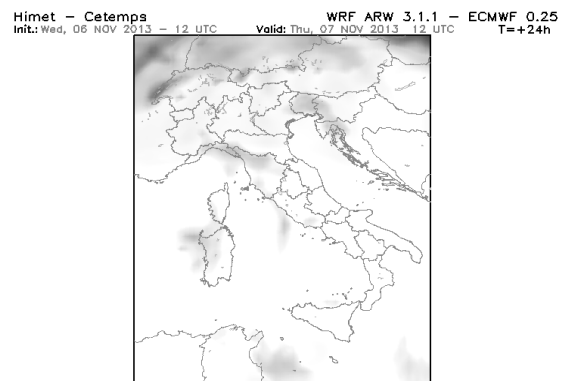 Himet – Cetemps WRF ARW 3.1.1 – ECMWF 0.25
Init.: Wed, 06 NOV 2013 – 12 UTC Valid: Thu, 07 NOV 2013 12 UTC T=+24h